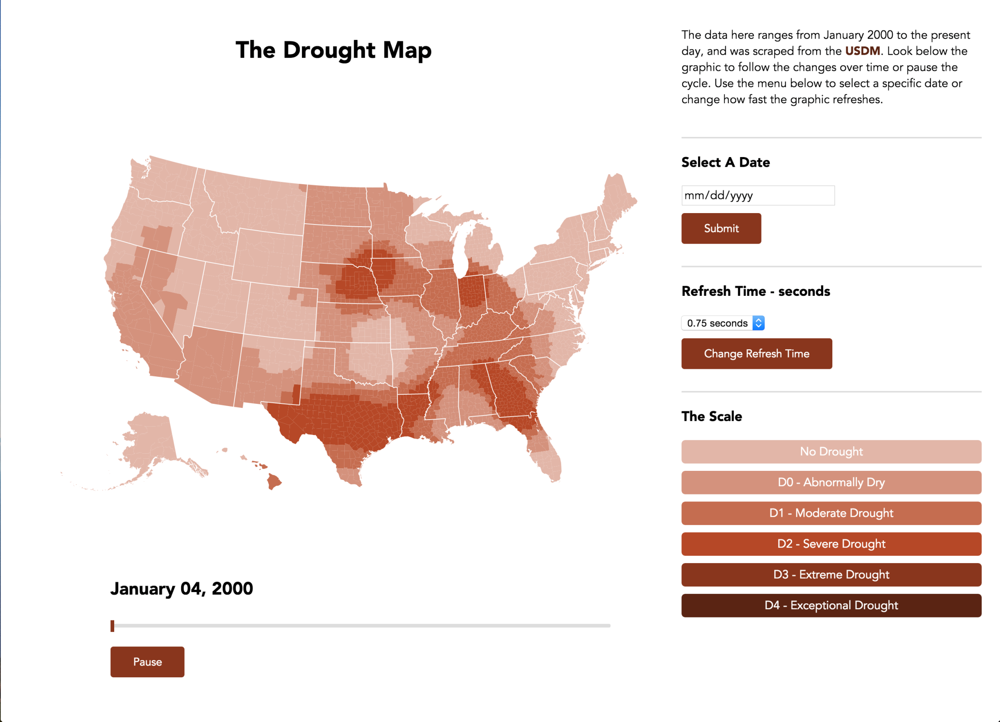 The Drought Map
January 04, 2000
Pause
The data here ranges from January 2000 to the present
day, and was scraped from the USDM. Look below the
graphic to follow the changes over time or pause the
cycle. Use the menu below to select a specific date or
change how fast the graphic refreshes.
Select A Date
mm/dd/yyyy
Submit
Refresh Time - seconds
0.75 seconds
Change Refresh Time
The Scale
No Drought
D0 - Abnormally Dry
D1 - Moderate Drought
D2 - Severe Drought
D3 - Extreme Drought
D4 - Exceptional Drought